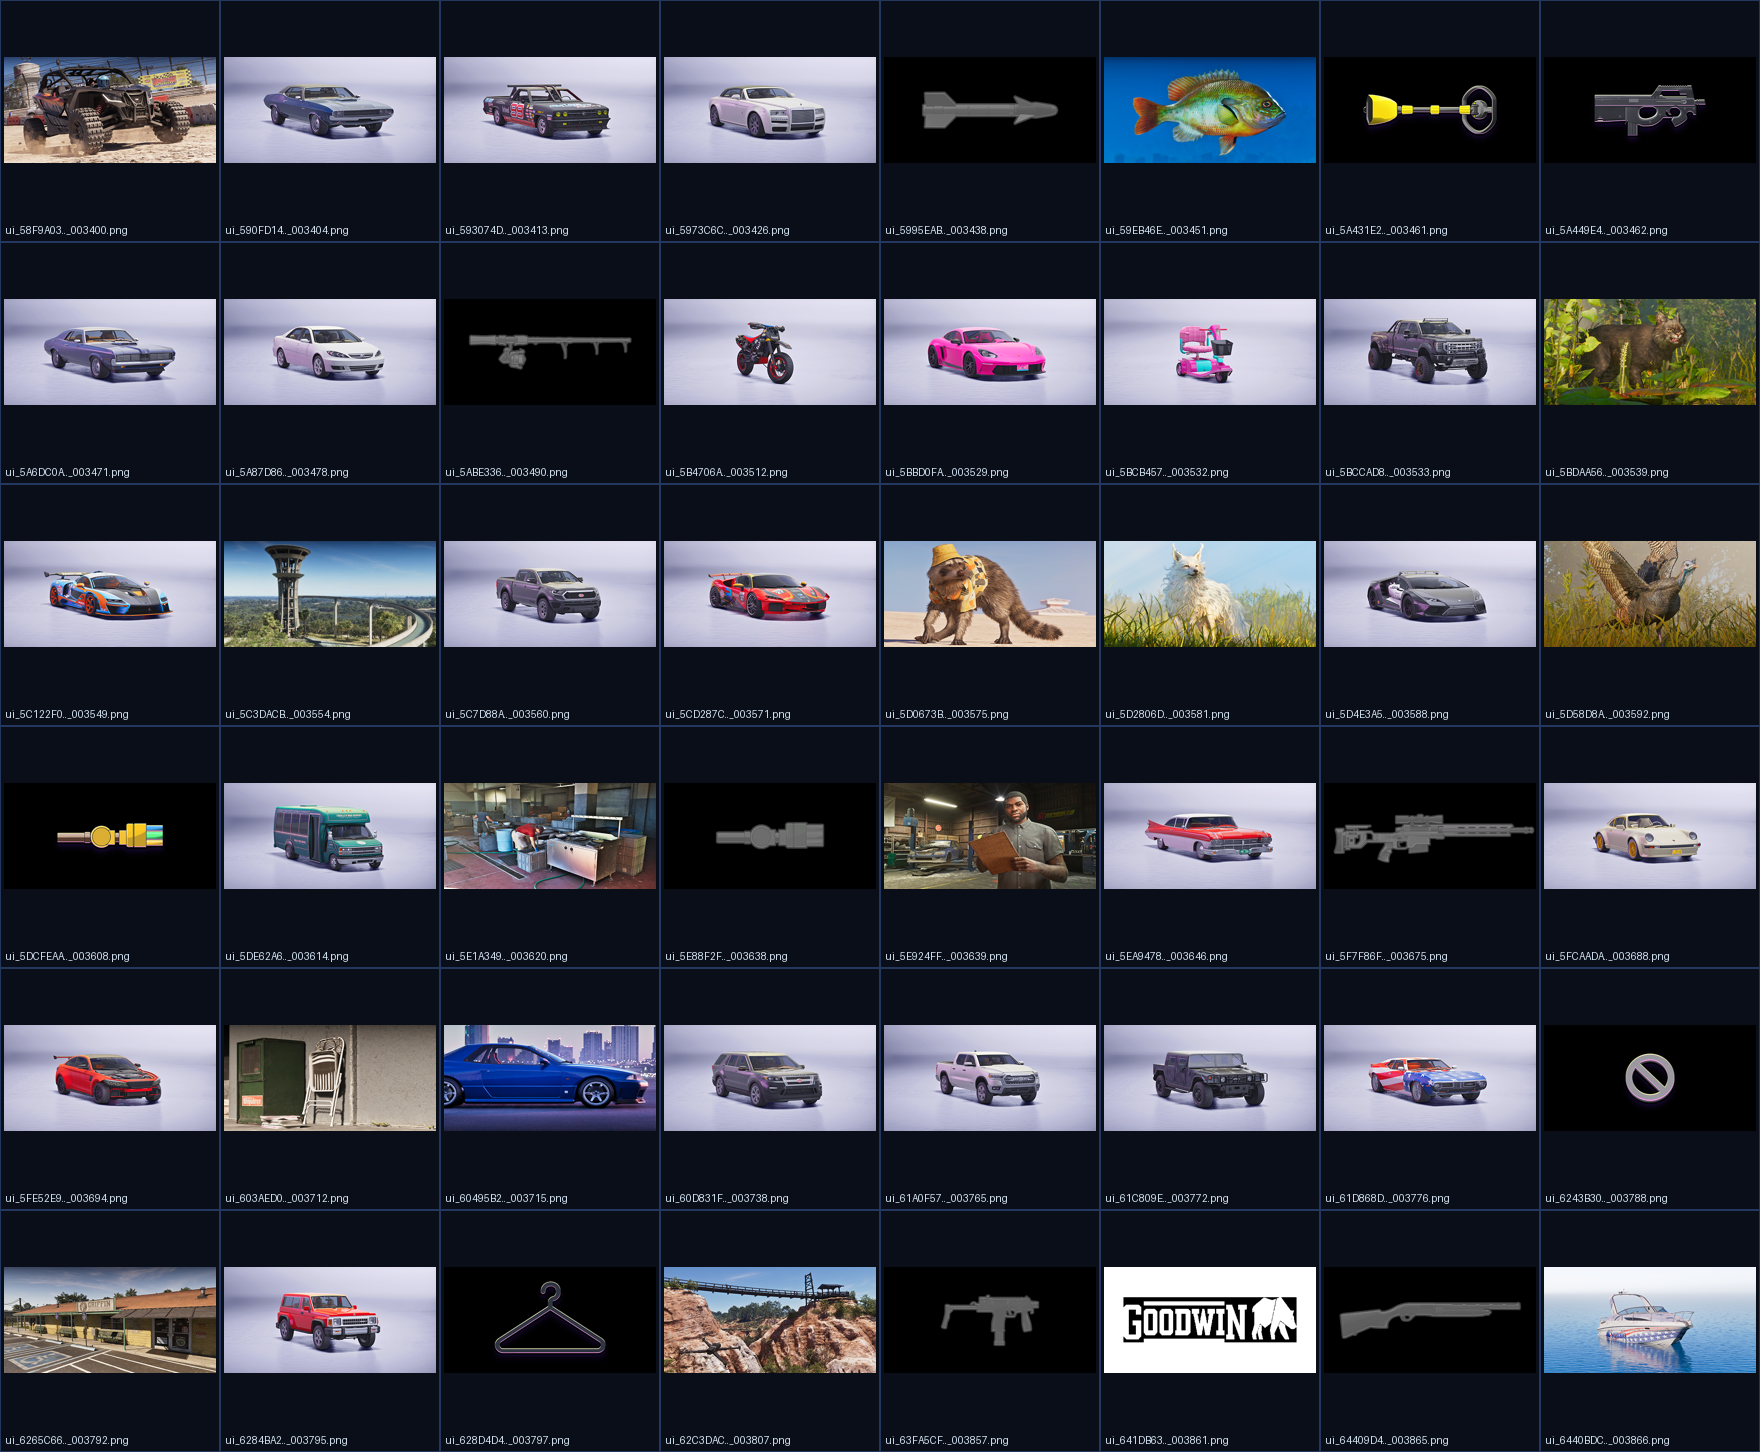 ui_58F9A03.._003400.png
ui_590FD14.._003404.png
ui_593074D.._003413.png
ui_5973C6C.._003426.png
ui_5995EAB.._003438.png
ui_59EB46E.._003451.png
ui_5A431E2.._003461.png
ui_5A449E4.._003462.png
ui_5A6DC0A.._003471.png
ui_5A87D86.._003478.png
ui_5ABE336.._003490.png
ui_5B4706A.._003512.png
ui_5BBD0FA.._003529.png
ui_5BCB457.._003532.png
ui_5BCCAD8.._003533.png
ui_5BDAA56.._003539.png
ui_5C122F0.._003549.png
ui_5C3DACB.._003554.png
ui_5C7D88A.._003560.png
ui_5CD287C.._003571.png
ui_5D0673B.._003575.png
ui_5D2806D.._003581.png
ui_5D4E3A5.._003588.png
ui_5D58D8A.._003592.png
ui_5DCFEAA.._003608.png
ui_5DE62A6.._003614.png
ui_5E1A349.._003620.png
ui_5E88F2F.._003638.png
ui_5E924FF.._003639.png
ui_5EA9478.._003646.png
ui_5F7F86F.._003675.png
ui_5FCAADA.._003688.png
ui_5FE52E9.._003694.png
ui_603AED0.._003712.png
ui_60495B2.._003715.png
ui_60D831F.._003738.png
ui_61A0F57.._003765.png
ui_61C809E.._003772.png
ui_61D868D.._003776.png
ui_6243B30.._003788.png
GRIFFIN
GOODWIN
ui_6265C66.._003792.png
ui_6284BA2.._003795.png
ui_628D4D4.._003797.png
ui_62C3DAC.._003807.png
ui_63FA5CF.._003857.png
ui_641DB63.._003861.png
ui_64409D4.._003865.png
ui_6440BDC.._003866.png